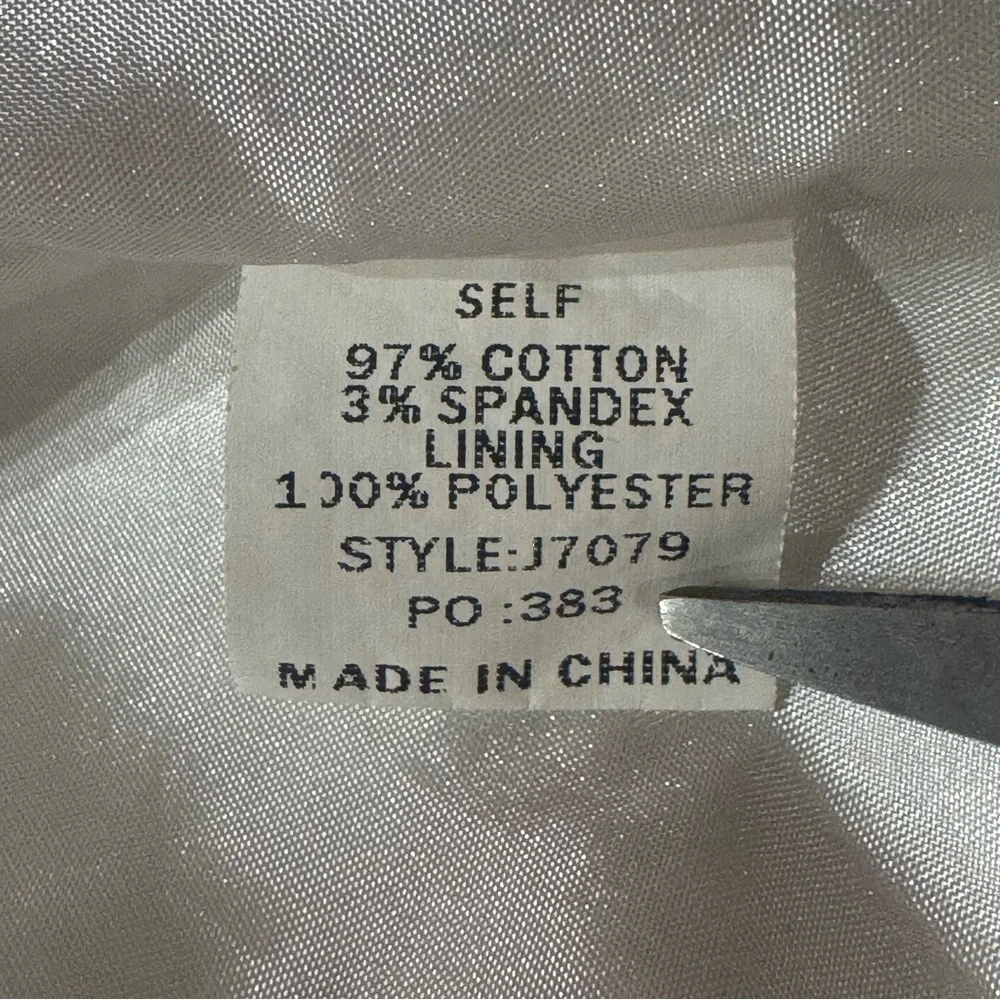 SELF
97% COTTON
3% SPANDEX
LINING
100% POLYESTER
STYLE:J7079
PO :383
MADE IN CHINA